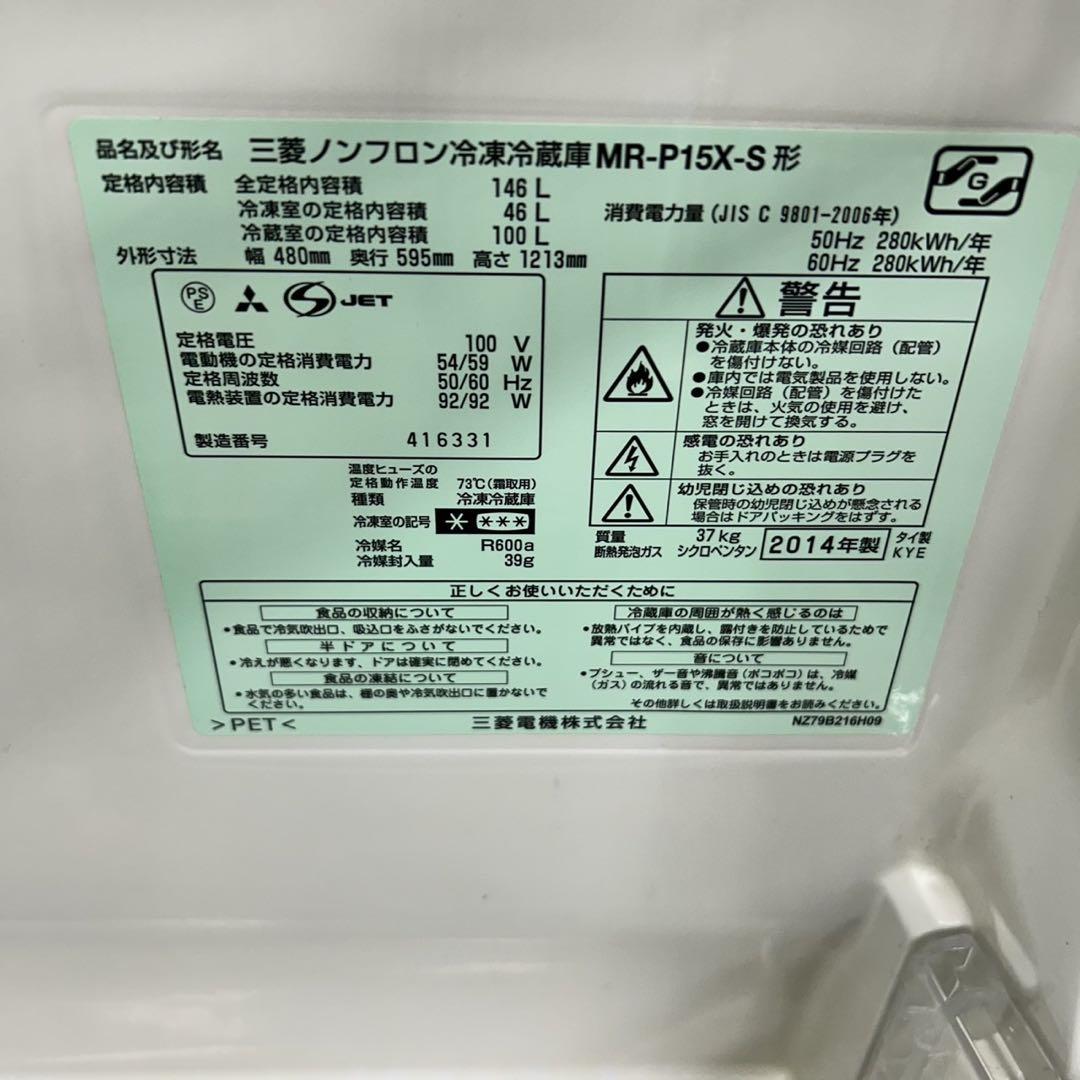 品名及び形名 三菱ノンフロン冷凍冷蔵庫 MR-P15X-S 形
定格内容積 全定格内容積 146 L
冷凍室の定格内容積 46 L
冷蔵室の定格内容積 100 L
外形寸法 幅 480mm 奥行 595mm 高さ 1213mm
消費電力量 (JIS C 9801-2006年)
50Hz 280kWh/年
60Hz 280kWh/年
G
PSE JET
定格電圧 100 V
電動機の定格消費電力 54/59 W
定格周波数 50/60 Hz
電熱装置の定格消費電力 92/92 W
製造番号 416331
温度ヒューズの
定格動作温度 73℃(霜取用)
種類 冷凍冷蔵庫
冷凍室の記号
冷媒名 R600a
冷媒封入量 39g
警告
発火・爆発の恐れあり
●冷蔵庫本体の冷媒回路(配管)
を傷付けない。
●庫内では電気製品を使用しない。
●冷媒回路(配管)を傷付けた
ときは、火気の使用を避け、
窓を開けて換気する。
感電の恐れあり
お手入れのときは電源プラグを
抜く。
幼児閉じ込めの恐れあり
保管時の幼児閉じ込めが懸念される
場合はドアパッキングをはずす。
質量 37kg
断熱発泡ガス シクロペンタン
2014年製
タイ製
KYE
正しくお使いいただくために
食品の収納について
•食品で冷気吹出口、吸込口をふさがないでください。
半ドアについて
•冷えが悪くなります、ドアは確実に閉めてください。
食品の凍結について
•水気の多い食品は、棚の奥や冷気吹出口に置かないで
ください。
冷蔵庫の周囲が熱く感じるのは
•放熱パイプを内蔵し、露付きを防止しているためで
異常ではなく、食品の保存に影響ありません。
音について
•プシュー、ザー音や沸騰音(ポコポコ)は、冷媒
(ガス)の流れる音で、異常ではありません。
その他詳しくは取扱説明書をお読みください。
>PET<
三菱電機株式会社
NZ79B216H09